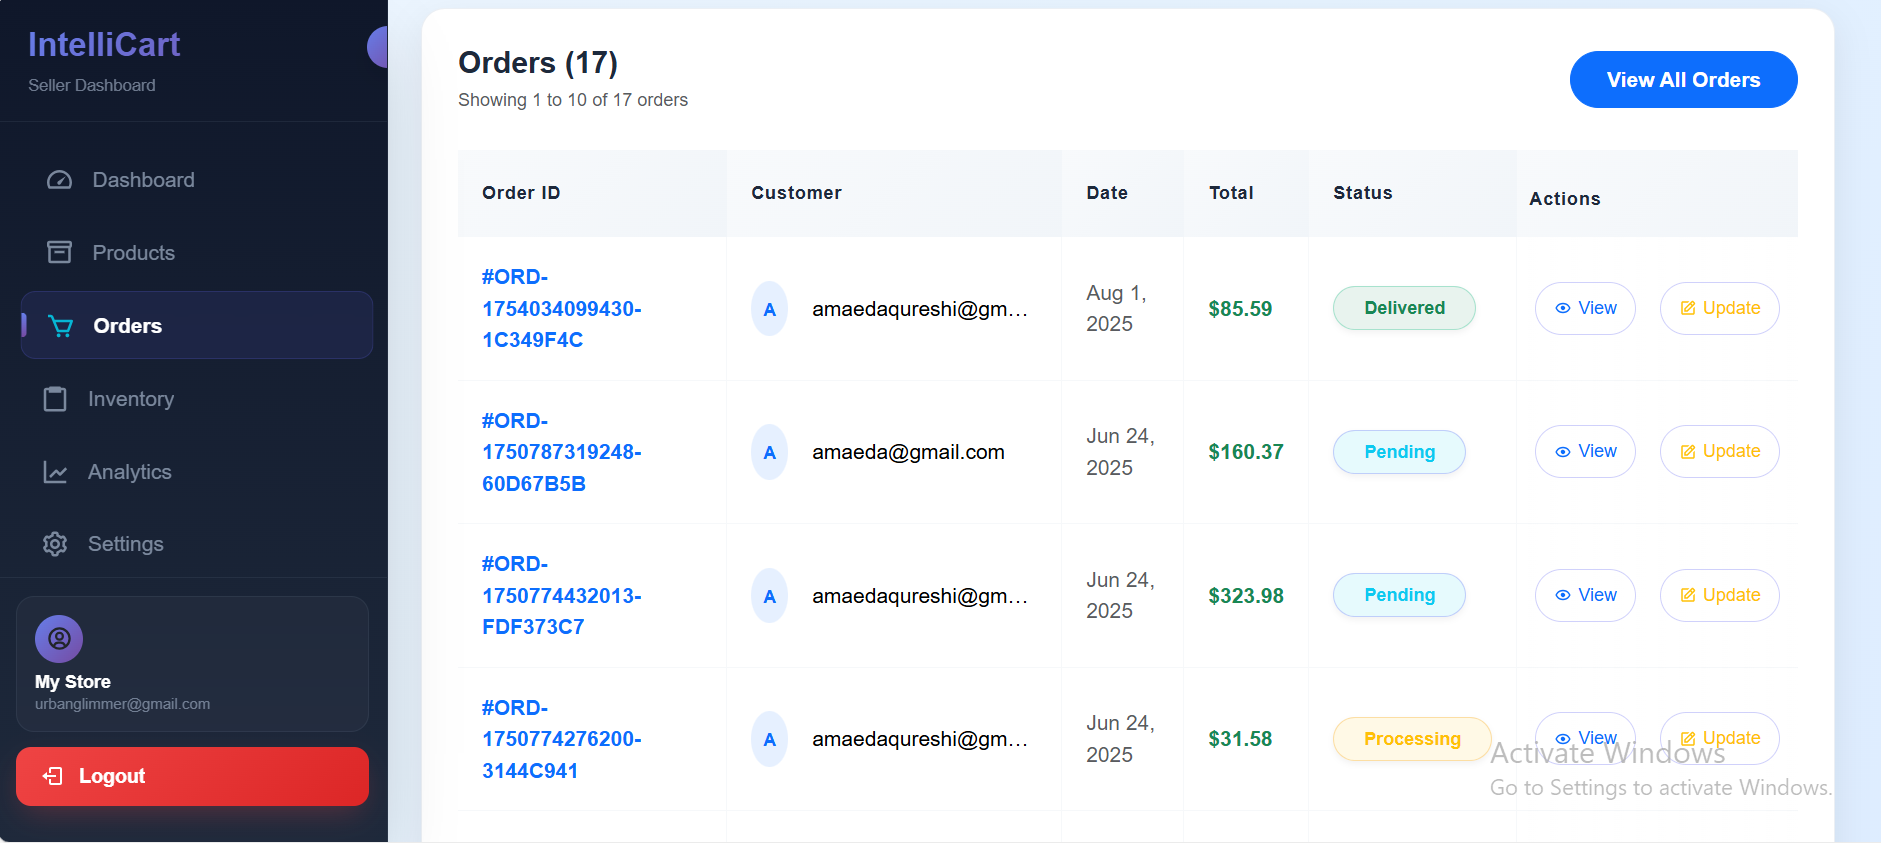 IntelliCart
Seller Dashboard
Dashboard
Products
Orders
Inventory
Analytics
Settings
My Store
urbanglimmer@gmail.com
Logout
Orders (17)
Showing 1 to 10 of 17 orders
View All Orders
Order ID Customer Date Total Status Actions
#ORD-
1754034099430-
1C349F4C
A amaedaqureshi@gm...
Aug 1,
2025
$85.59 Delivered View Update
#ORD-
1750787319248-
60D67B5B
A amaeda@gmail.com
Jun 24,
2025
$160.37 Pending View Update
#ORD-
1750774432013-
FDF373C7
A amaedaqureshi@gm...
Jun 24,
2025
$323.98 Pending View Update
#ORD-
1750774276200-
3144C941
A amaedaqureshi@gm...
Jun 24,
2025
$31.58 Processing View Update
Activate Windows
Go to Settings to activate Windows.